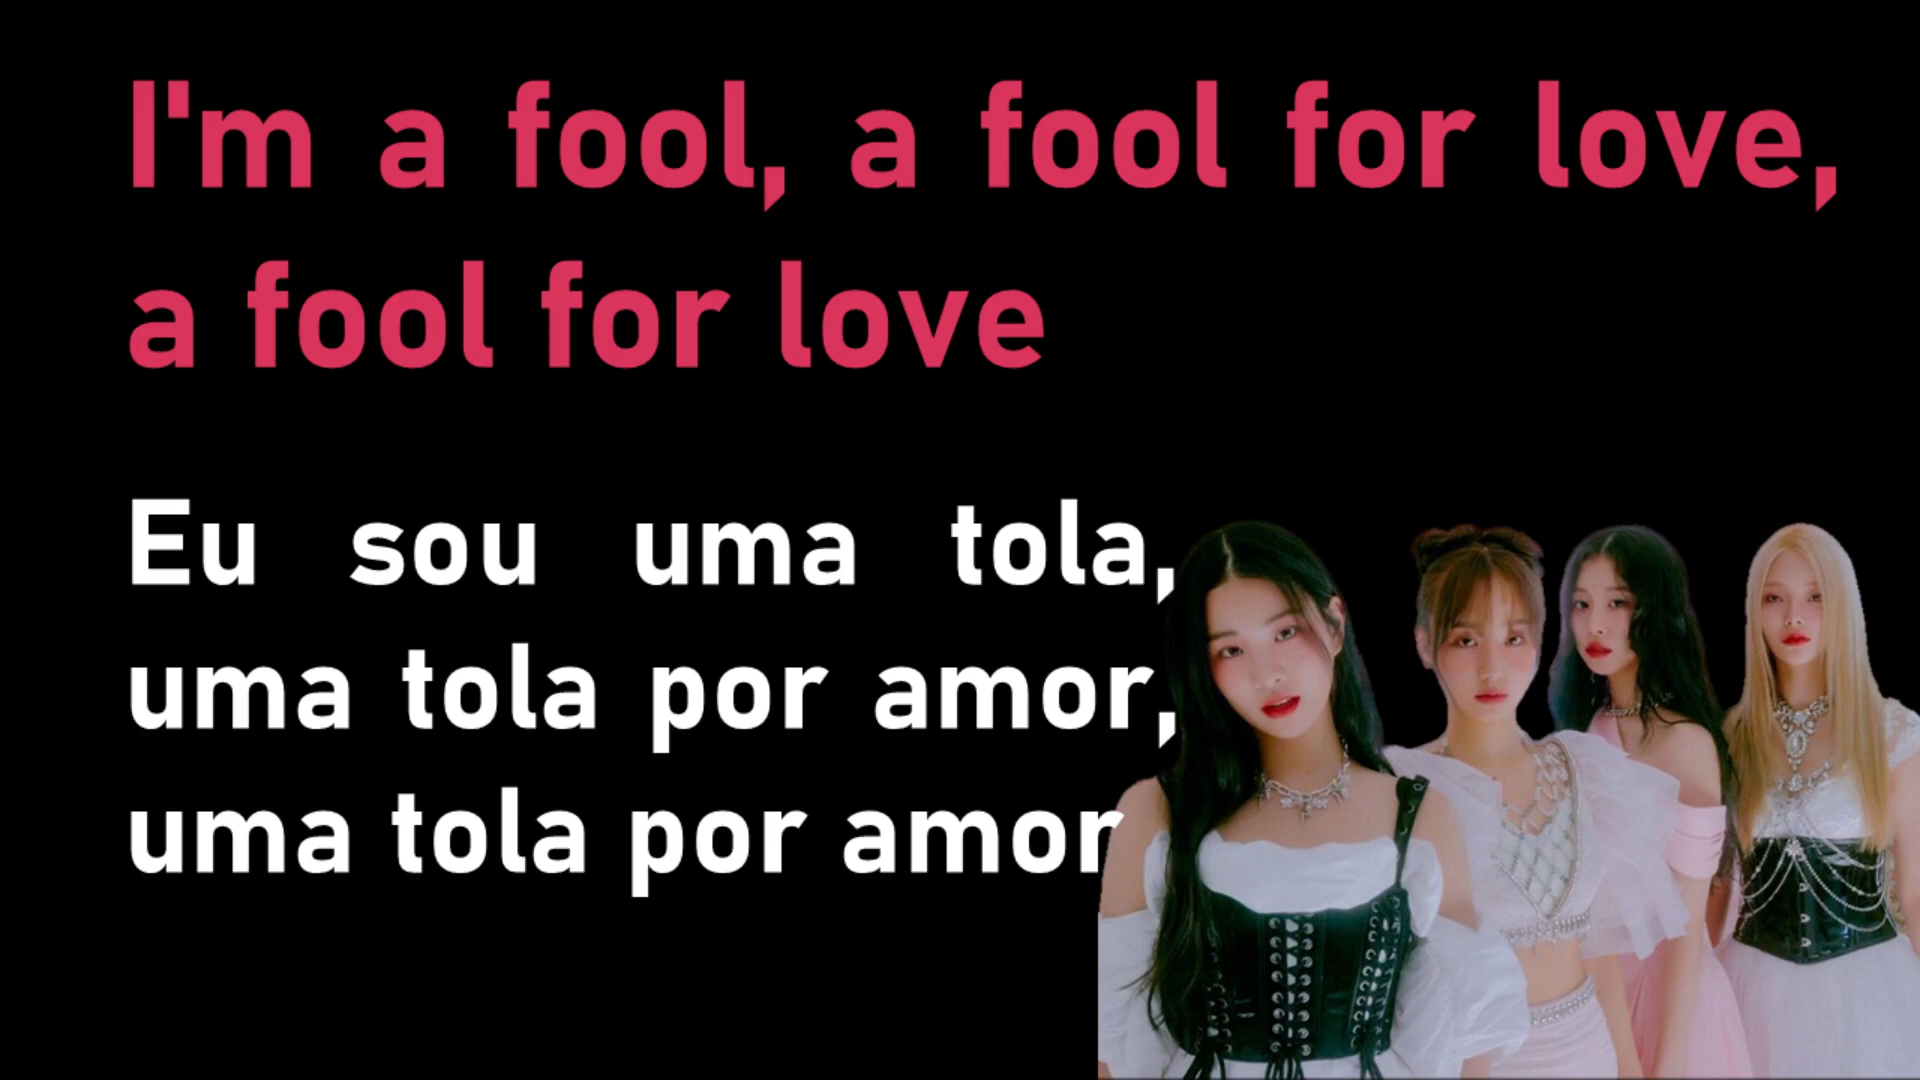 I'm a fool, a fool for love,
a fool for love
Eu sou uma tola,
uma tola por amor,
uma tola por amor